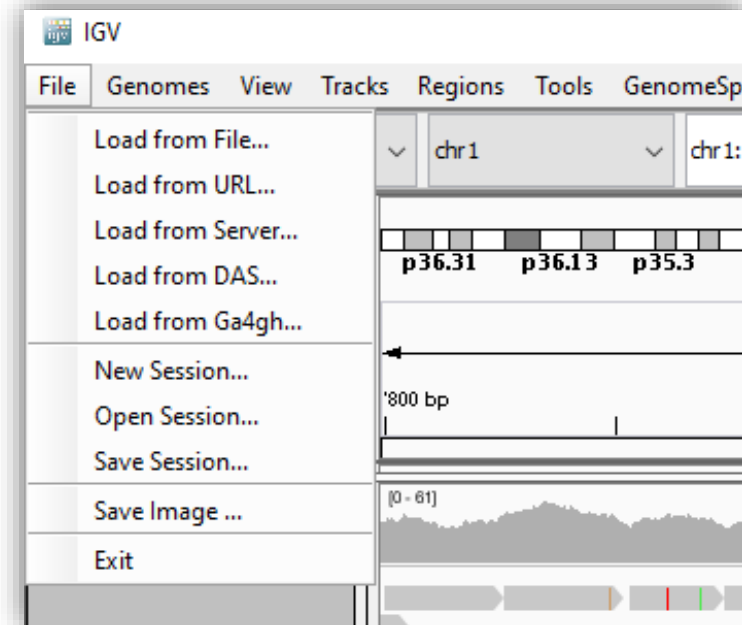 IGV
File Genomes View Tracks Regions Tools GenomeSp
Load from File...
chr1
chr1:
Load from URL...
Load from Server...
p36.31 p36.13 p35.3
Load from DAS...
Load from Ga4gh...
New Session...
'800 bp
Open Session...
Save Session...
[0 - 61]
Save Image ...
Exit